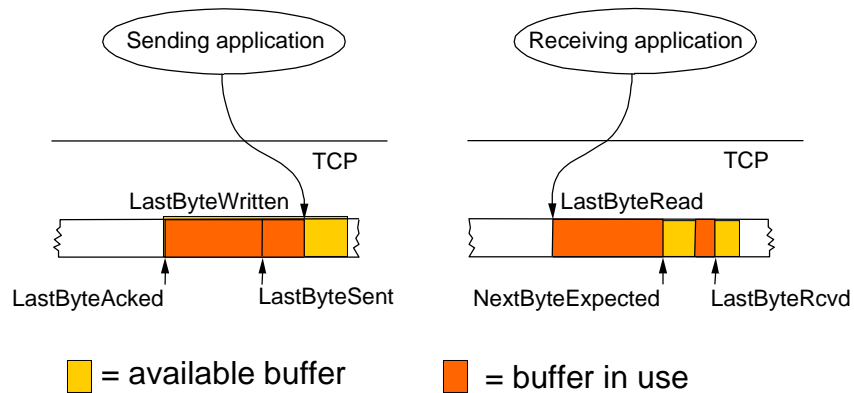 Sending application
Receiving application
TCP
TCP
LastByteWritten
LastByteRead
LastByteAcked
LastByteSent
NextByteExpected
LastByteRcvd
= available buffer
= buffer in use